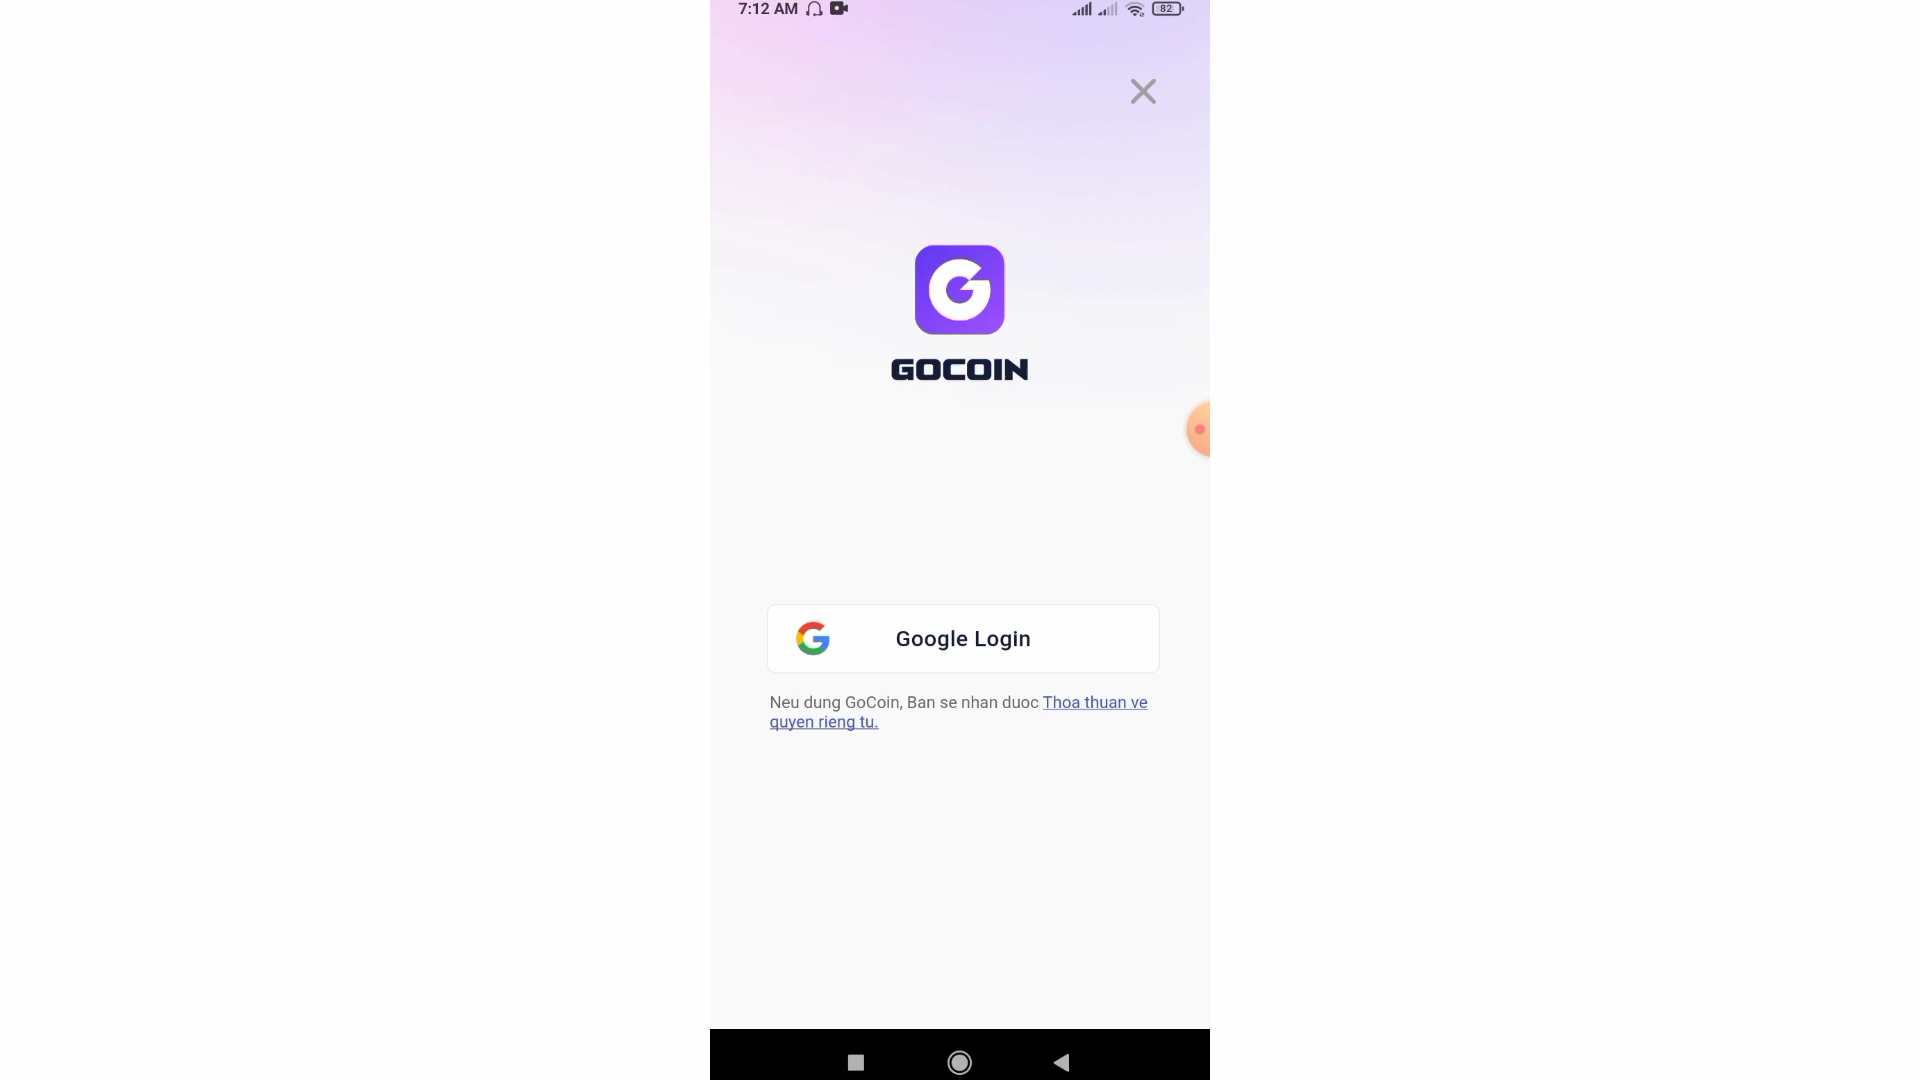 7:12 AM
82
GOCOIN
Google Login
Neu dung GoCoin, Ban se nhan duoc Thoa thuan ve
quyen rieng tu.